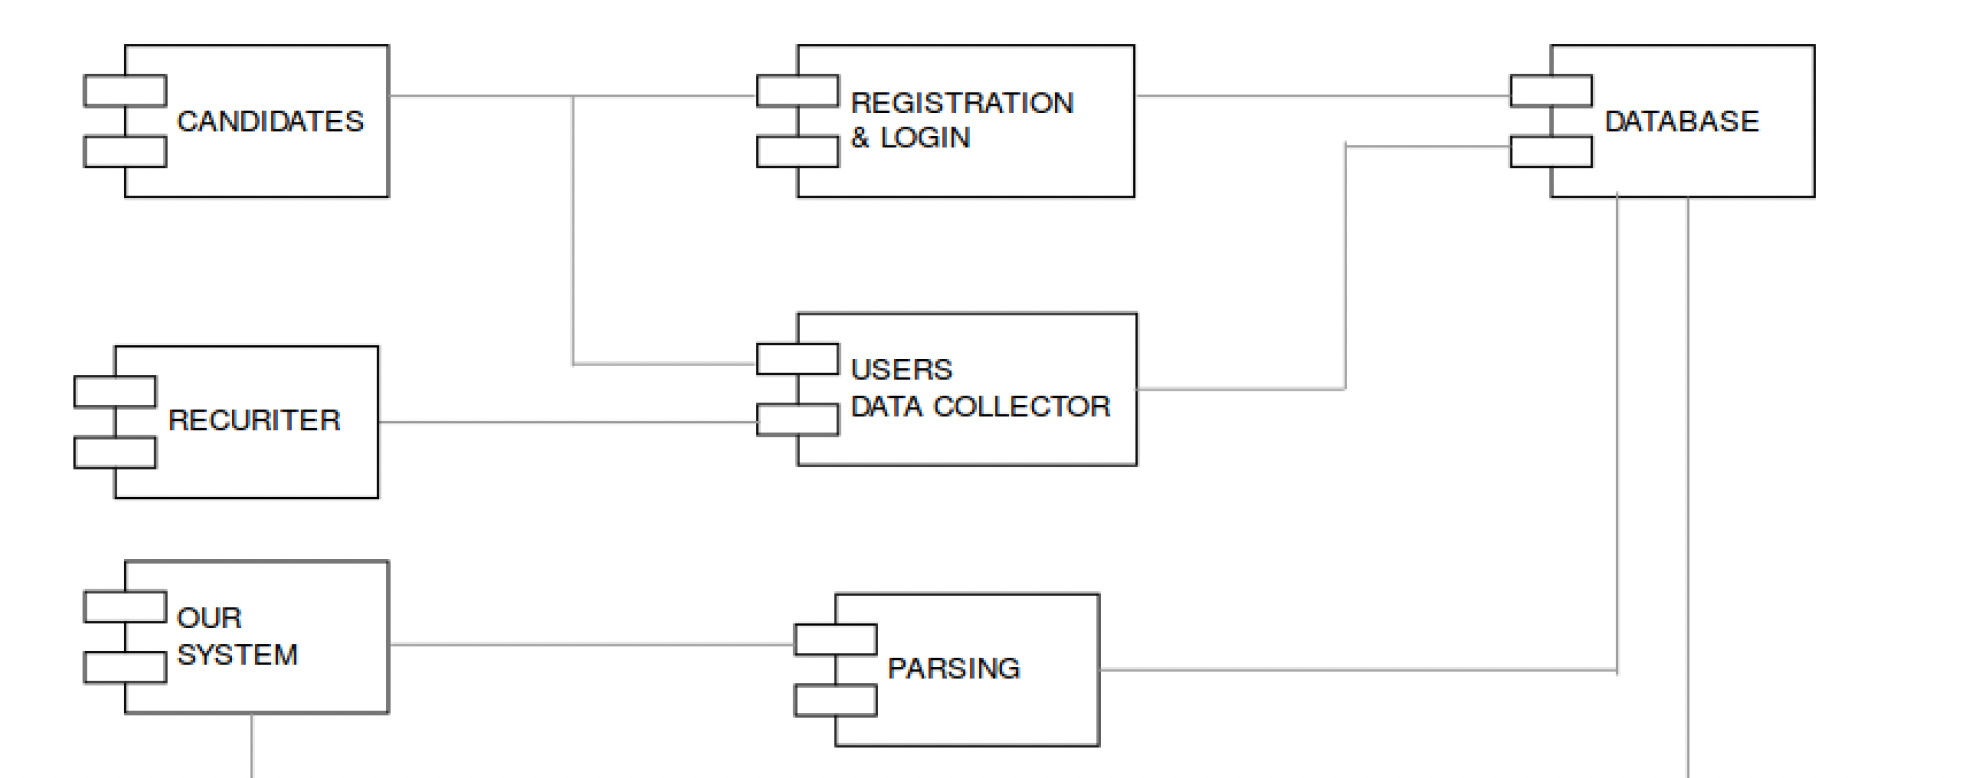 CANDIDATES
REGISTRATION
& LOGIN
DATABASE
RECURITER
USERS
DATA COLLECTOR
OUR
SYSTEM
PARSING